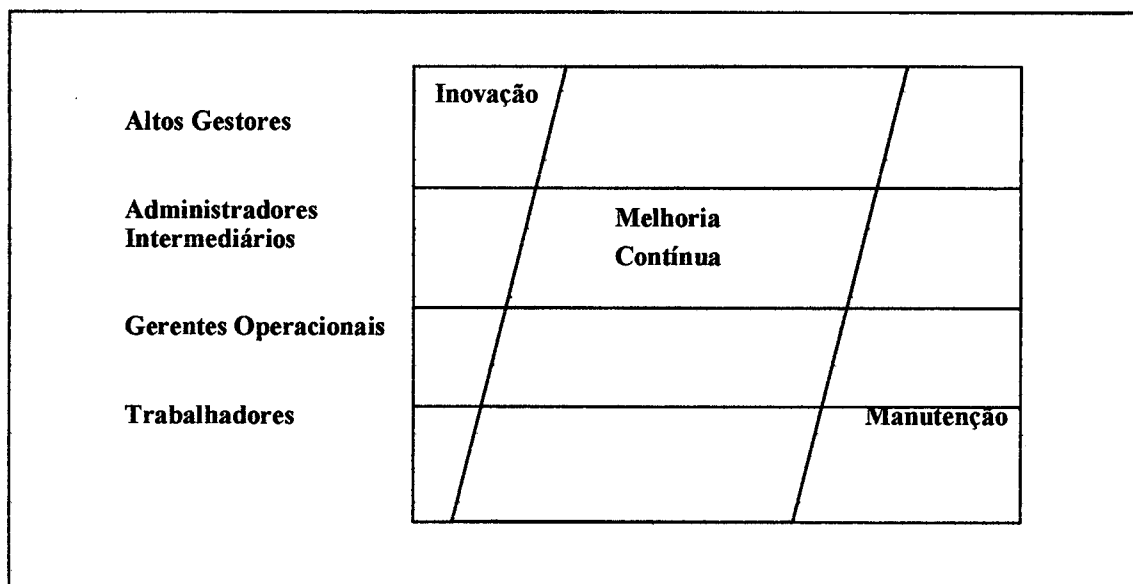 Inovação
Altos Gestores
Administradores
Intermediários
Melhoria
Contínua
Gerentes Operacionais
Trabalhadores
Manutenção